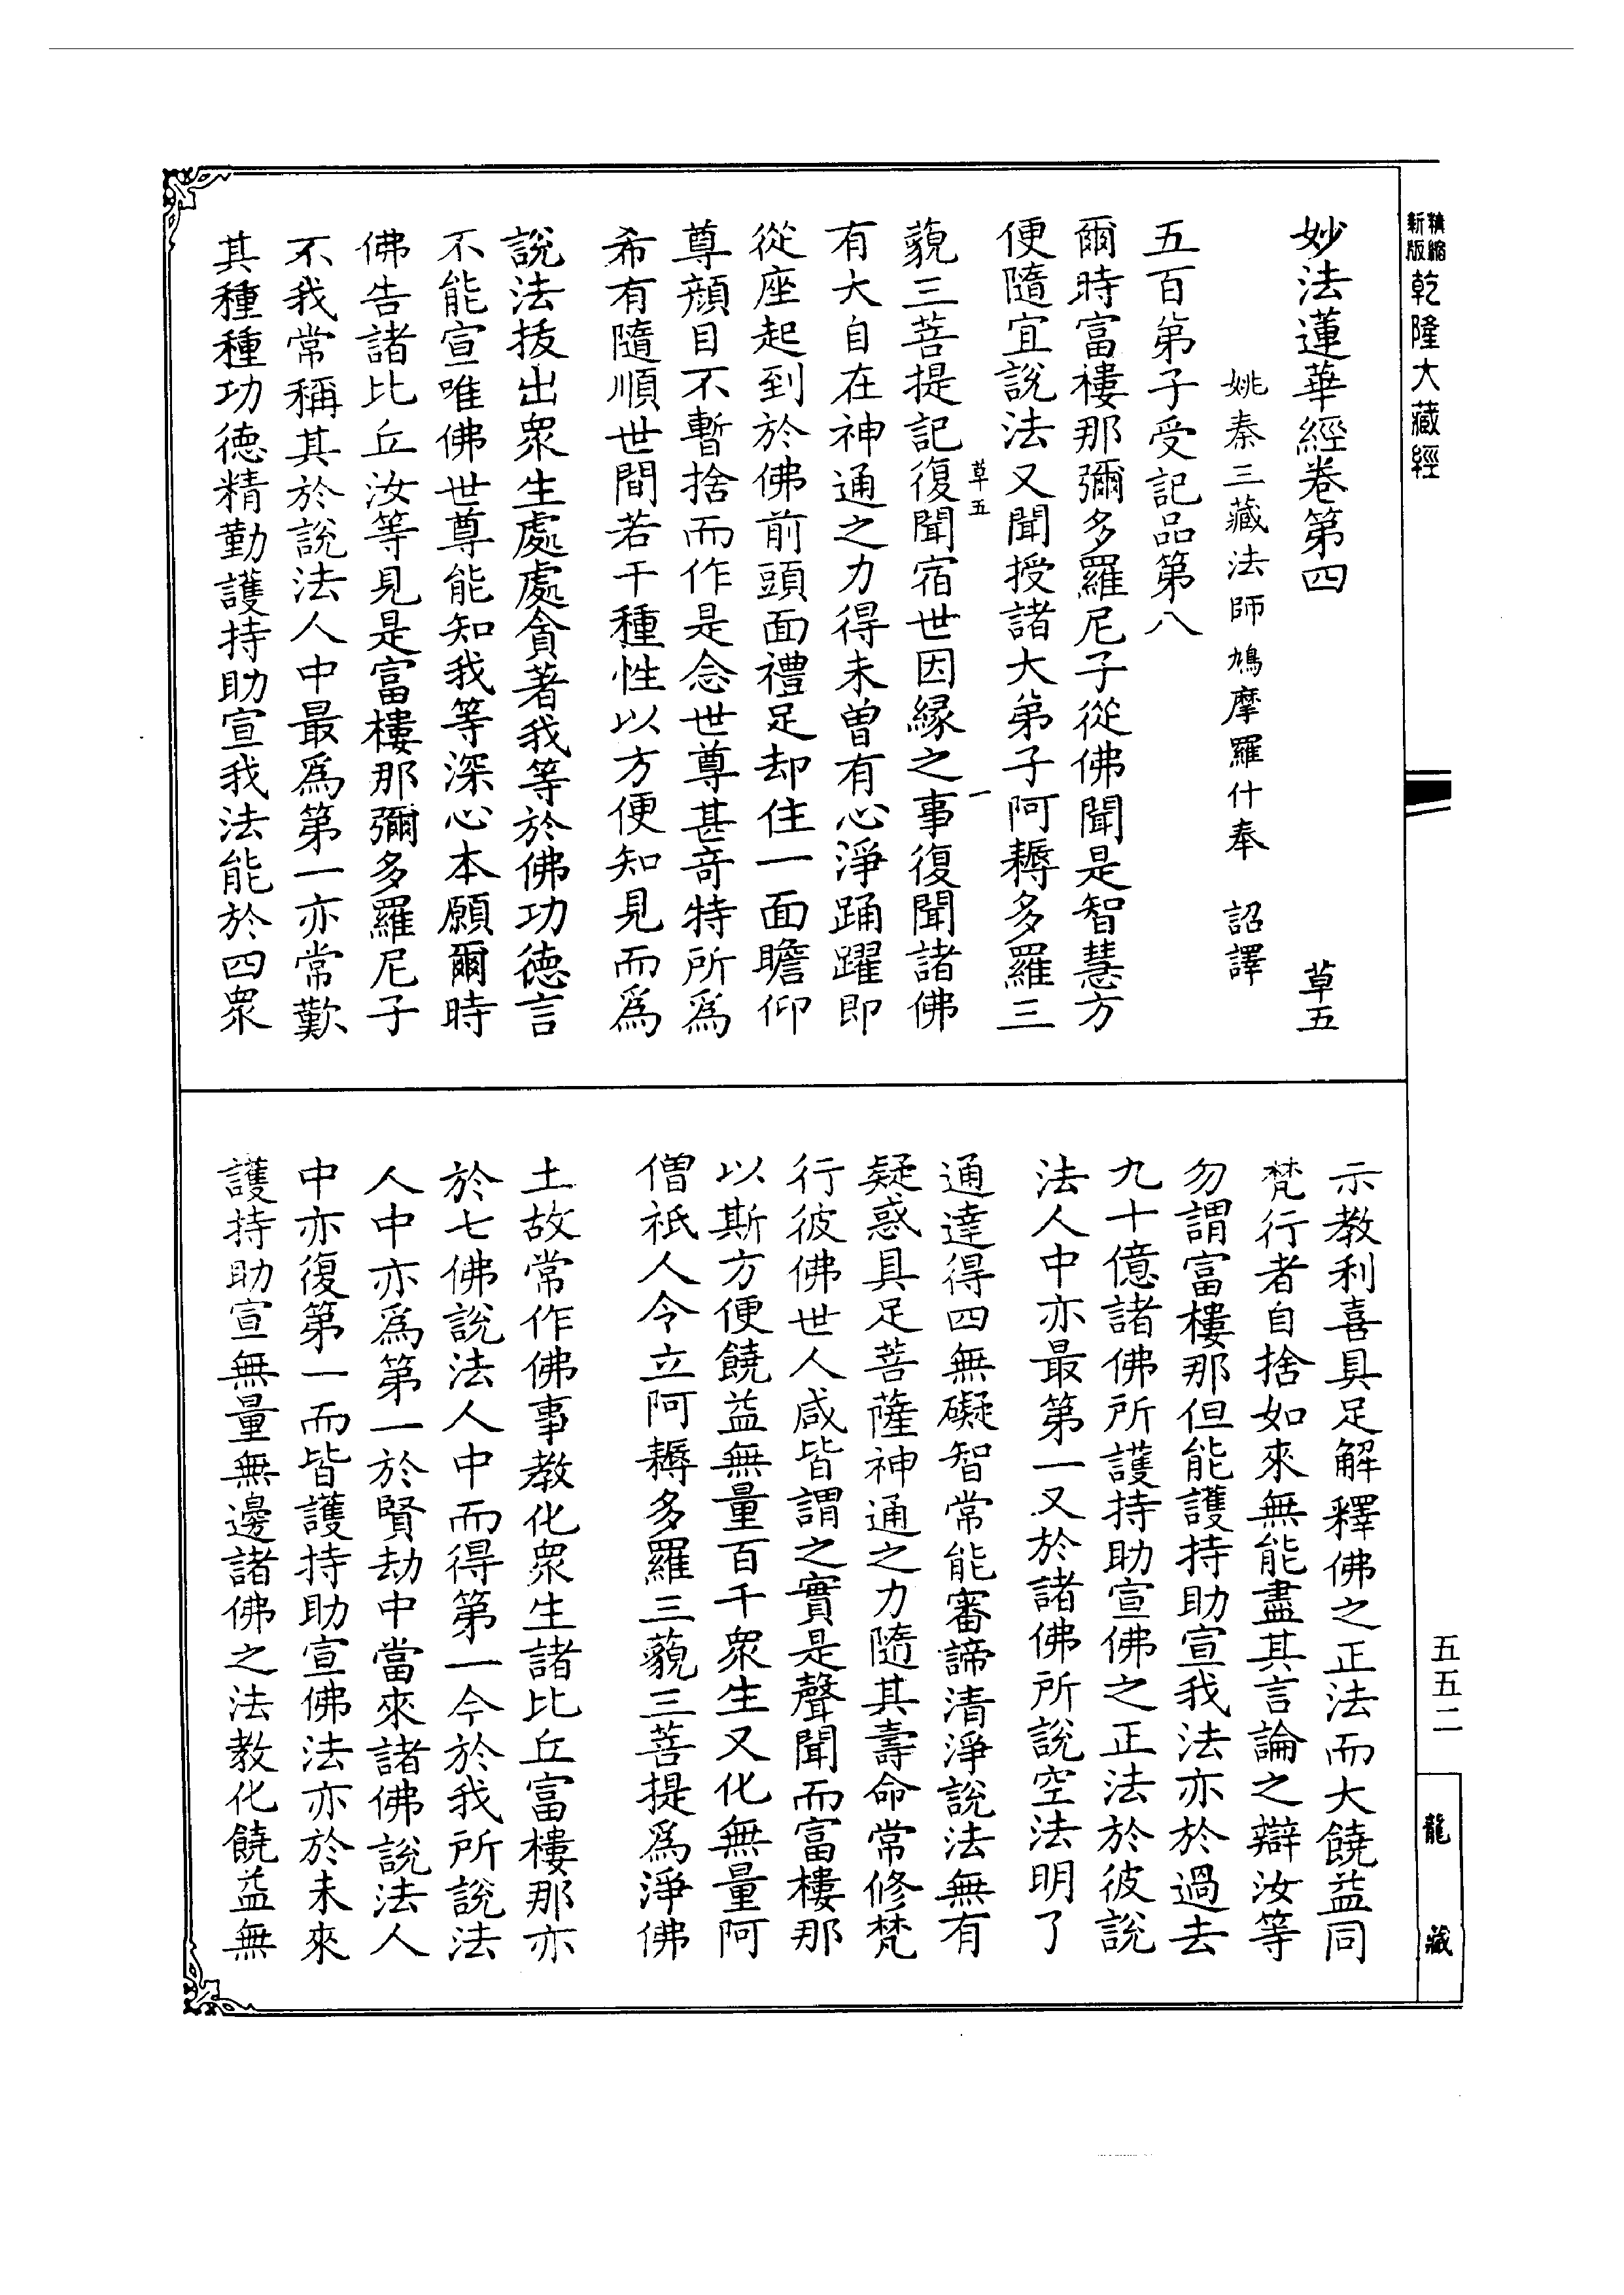 精縮新版乾隆大藏經
妙法蓮華經卷第四 草五
姚秦三藏法師鳩摩羅什奉 詔譯
五百弟子受記品第八
爾時富樓那彌多羅尼子從佛聞是智慧方
便隨宜說法又聞授諸大弟子阿耨多羅三
草五 一
藐三菩提記復聞宿世因緣之事復聞諸佛
有大自在神通之力得未曾有心淨踊躍即
從座起到於佛前頭面禮足却住一面瞻仰
尊顏目不暫捨而作是念世尊甚竒特所為
希有隨順世間若干種性以方便知見而為
說法拔出眾生處處貪著我等於佛功德言
不能宣唯佛世尊能知我等深心本願爾時
佛告諸比丘汝等見是富樓那彌多羅尼子
不我常稱其於說法人中最為第一亦常歎
其種種功德精勤護持助宣我法能於四眾
示教利喜具足解釋佛之正法而大饒益同
梵行者自捨如來無能盡其言論之辯汝等
勿謂富樓那但能護持助宣我法亦於過去
九十億諸佛所護持助宣佛之正法於彼說
法人中亦最第一又於諸佛所說空法明了
通達得四無礙智常能審諦清淨說法無有
疑惑具足菩薩神通之力隨其壽命常修梵
行彼佛世人咸皆謂之實是聲聞而富樓那
以斯方便饒益無量百千眾生又化無量阿
僧祇人令立阿耨多羅三藐三菩提為淨佛
土故常作佛事教化眾生諸比丘富樓那亦
於七佛說法人中而得第一今於我所說法
人中亦為第一於賢劫中當來諸佛說法人
中亦復第一而皆護持助宣佛法亦於未來
護持助宣無量無邊諸佛之法教化饒益無
五五二
龍藏